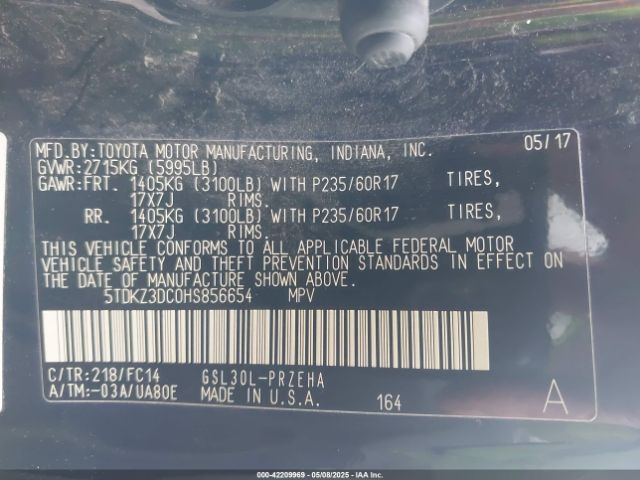 MFD.BY:TOYOTA MOTOR MANUFACTURING, INDIANA, INC. 05/17
GVWR:2715KG (5995LB)
GAWR:FRT. 1405KG (3100LB) WITH P235/60R17 TIRES,
17X7J RIMS.
RR. 1405KG (3100LB) WITH P235/60R17 TIRES,
17X7J RIMS.
THIS VEHICLE CONFORMS TO ALL APPLICABLE FEDERAL MOTOR
VEHICLE SAFETY AND THEFT PREVENTION STANDARDS IN EFFECT ON THE
DATE OF MANUFACTURE SHOWN ABOVE.
5TDKZ3DC0HS856654 MPV
C/TR:218/FC14 GSL30L-PRZEHA
A/TM:-03A/UA80E MADE IN U.S.A. 164 A
000-42209969 - 05/08/2025 - IAA Inc.